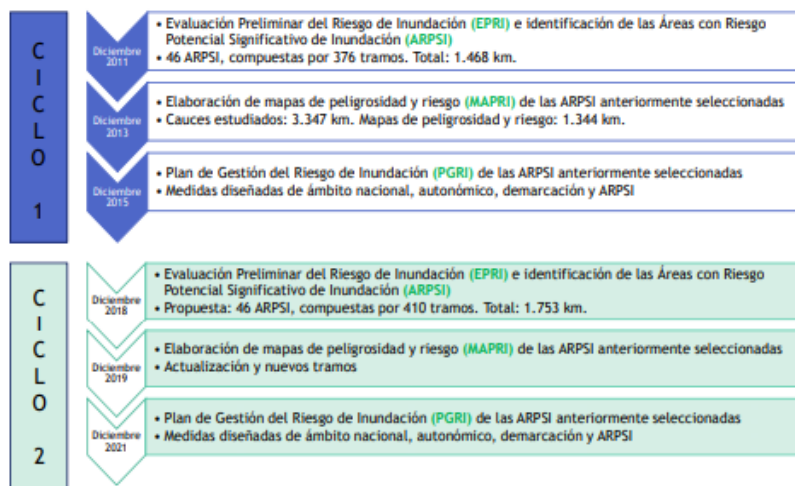 CICLO 1
Diciembre
2011
• Evaluación Preliminar del Riesgo de Inundación (EPRI) e identificación de las Áreas con Riesgo
Potencial Significativo de Inundación (ARPSI)
• 46 ARPSI, compuestas por 376 tramos. Total: 1.468 km.
Diciembre
2013
• Elaboración de mapas de peligrosidad y riesgo (MAPRI) de las ARPSI anteriormente seleccionadas
• Cauces estudiados: 3.347 km. Mapas de peligrosidad y riesgo: 1.344 km.
Diciembre
2015
• Plan de Gestión del Riesgo de Inundación (PGRI) de las ARPSI anteriormente seleccionadas
• Medidas diseñadas de ámbito nacional, autonómico, demarcación y ARPSI
CICLO 2
Diciembre
2018
• Evaluación Preliminar del Riesgo de Inundación (EPRI) e identificación de las Áreas con Riesgo
Potencial Significativo de Inundación (ARPSI)
• Propuesta: 46 ARPSI, compuestas por 410 tramos. Total: 1.753 km.
Diciembre
2019
• Elaboración de mapas de peligrosidad y riesgo (MAPRI) de las ARPSI anteriormente seleccionadas
• Actualización y nuevos tramos
Diciembre
2021
• Plan de Gestión del Riesgo de Inundación (PGRI) de las ARPSI anteriormente seleccionadas
• Medidas diseñadas de ámbito nacional, autonómico, demarcación y ARPSI